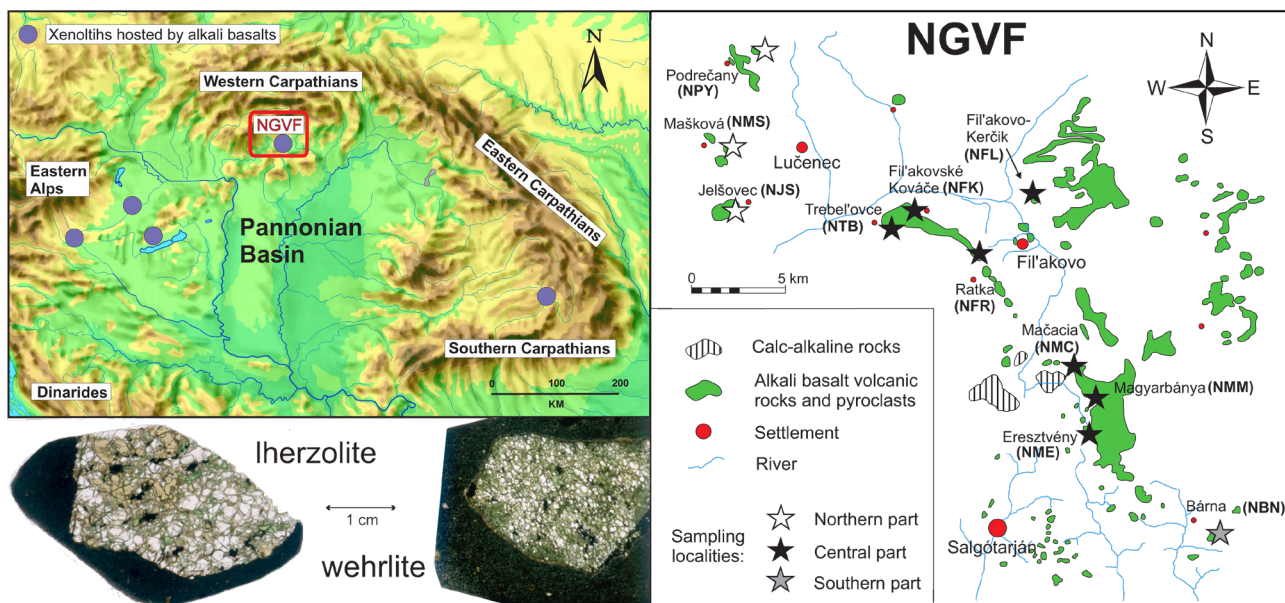 Xenoltihs hosted by alkali basalts
N
Western Carpathians
NGVF
Eastern
Alps
Eastern Carpathians
Pannonian
Basin
Southern Carpathians
Dinarides
0 100 200
KM
lherzolite
1 cm
wehrlite
NGVF
N
W E
S
Podrečany
(NPY)
Mašková (NMS)
Lučenec
Jelšovec (NJS)
Fil'akovo-
Kerčik
(NFL)
Fil'akovské
Kováče (NFK)
Trebel'ovce
(NTB)
Fil'akovo
0 5 km
Ratka
(NFR)
Mačacia
(NMC)
Magyarbánya (NMM)
Eresztvény
(NME)
Bárna (NBN)
Salgótarján
Calc-alkaline rocks
Alkali basalt volcanic
rocks and pyroclasts
Settlement
River
Sampling
localities:
Northern part
Central part
Southern part